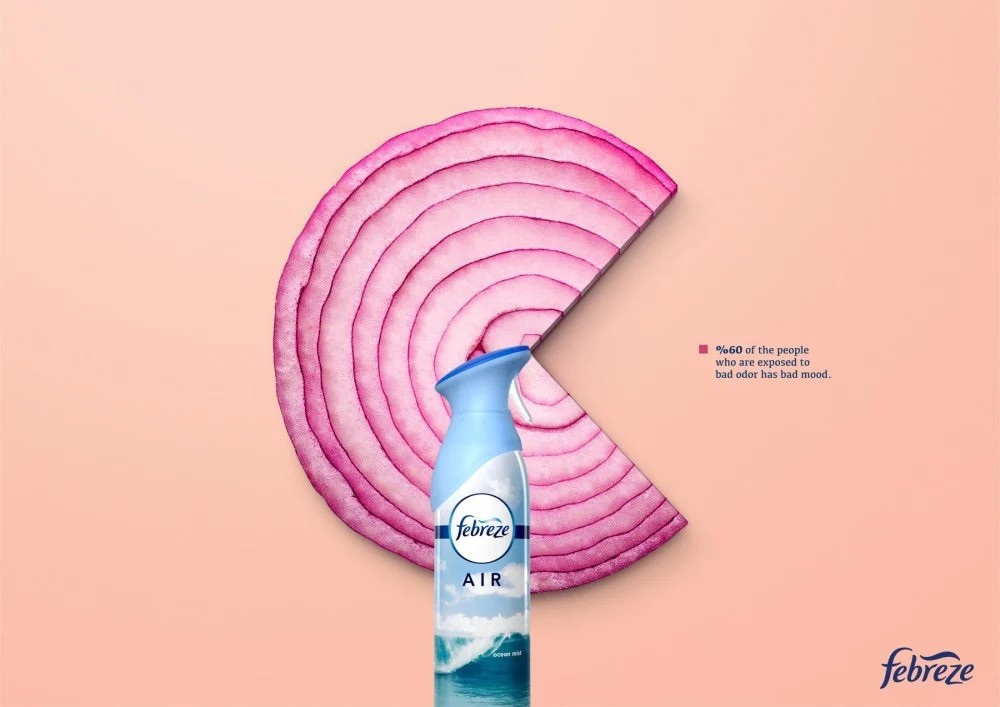 %60 of the people
who are exposed to
bad odor has bad mood.
febreze
AIR
ocean mist
febreze